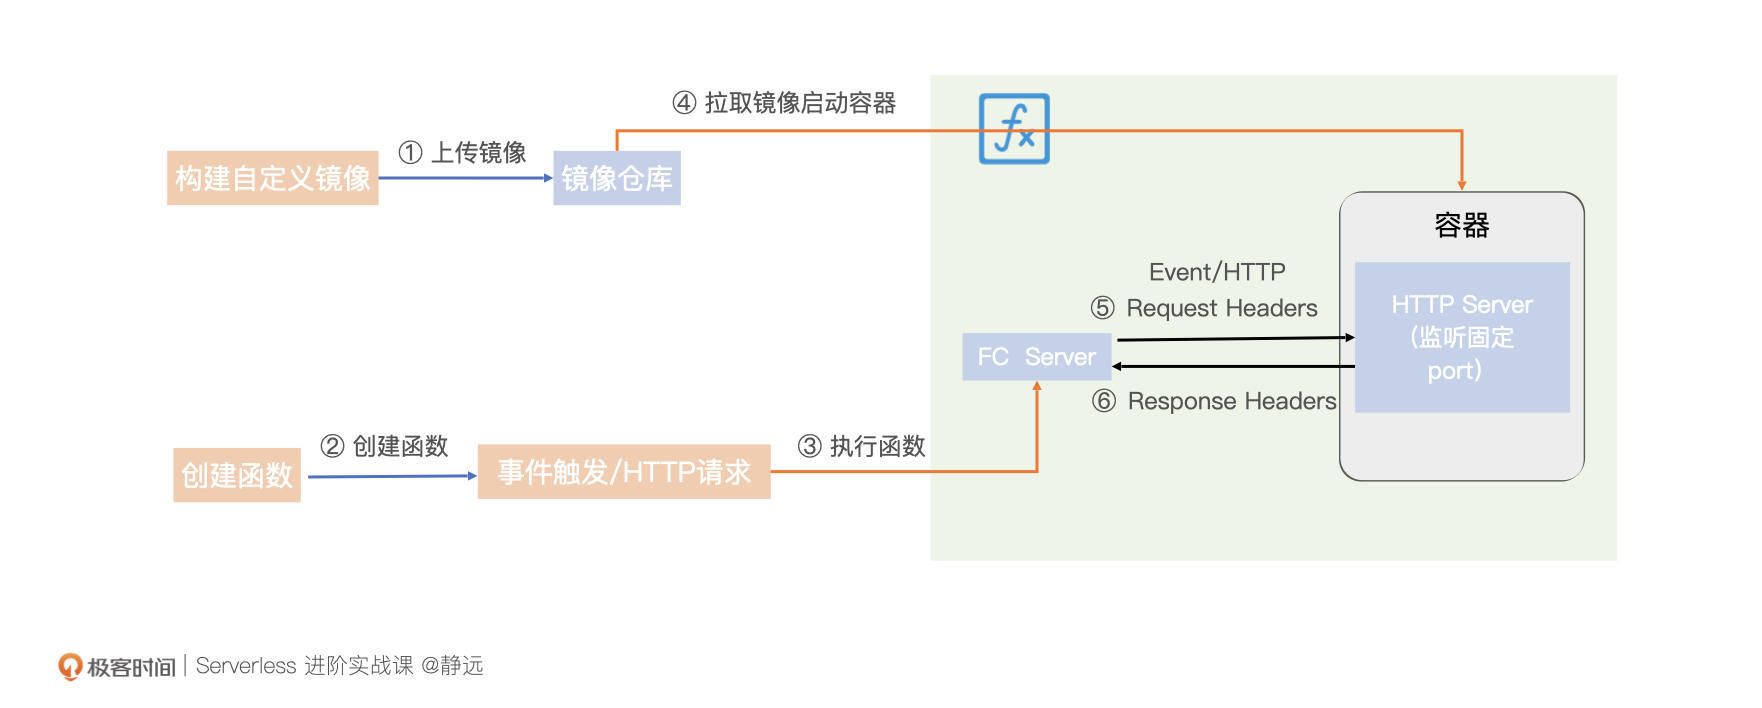 ④ 拉取镜像启动容器
① 上传镜像
构建自定义镜像
镜像仓库
fx
容器
Event/HTTP
⑤ Request Headers
HTTP Server
(监听固定
port)
FC Server
⑥ Response Headers
② 创建函数
③ 执行函数
创建函数
事件触发/HTTP请求
极客时间 | Serverless 进阶实战课 @静远